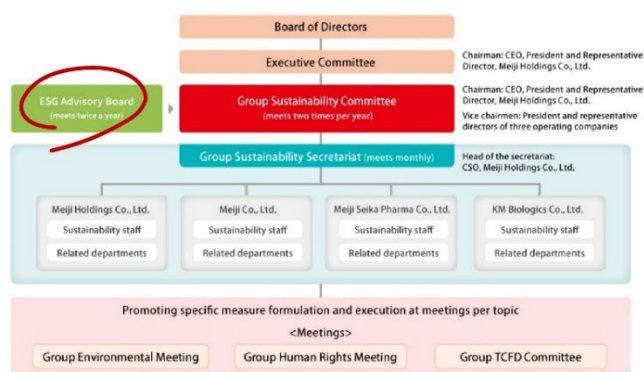 Board of Directors
Executive Committee
Chairman: CEO, President and Representative
Director, Meiji Holdings Co., Ltd.
ESG Advisory Board
(meets twice a year)
Group Sustainability Committee
(meets two times per year)
Chairman: CEO, President and Representative
Director, Meiji Holdings Co., Ltd.
Vice chairmen: President and representative
directors of three operating companies
Group Sustainability Secretariat (meets monthly)
Head of the secretariat:
CSO, Meiji Holdings Co., Ltd.
Meiji Holdings Co., Ltd.
Sustainability staff
Related departments
Meiji Co., Ltd.
Sustainability staff
Related departments
Meiji Seika Pharma Co., Ltd.
Sustainability staff
Related departments
KM Biologics Co., Ltd.
Sustainability staff
Related departments
Promoting specific measure formulation and execution at meetings per topic
<Meetings>
Group Environmental Meeting
Group Human Rights Meeting
Group TCFD Committee